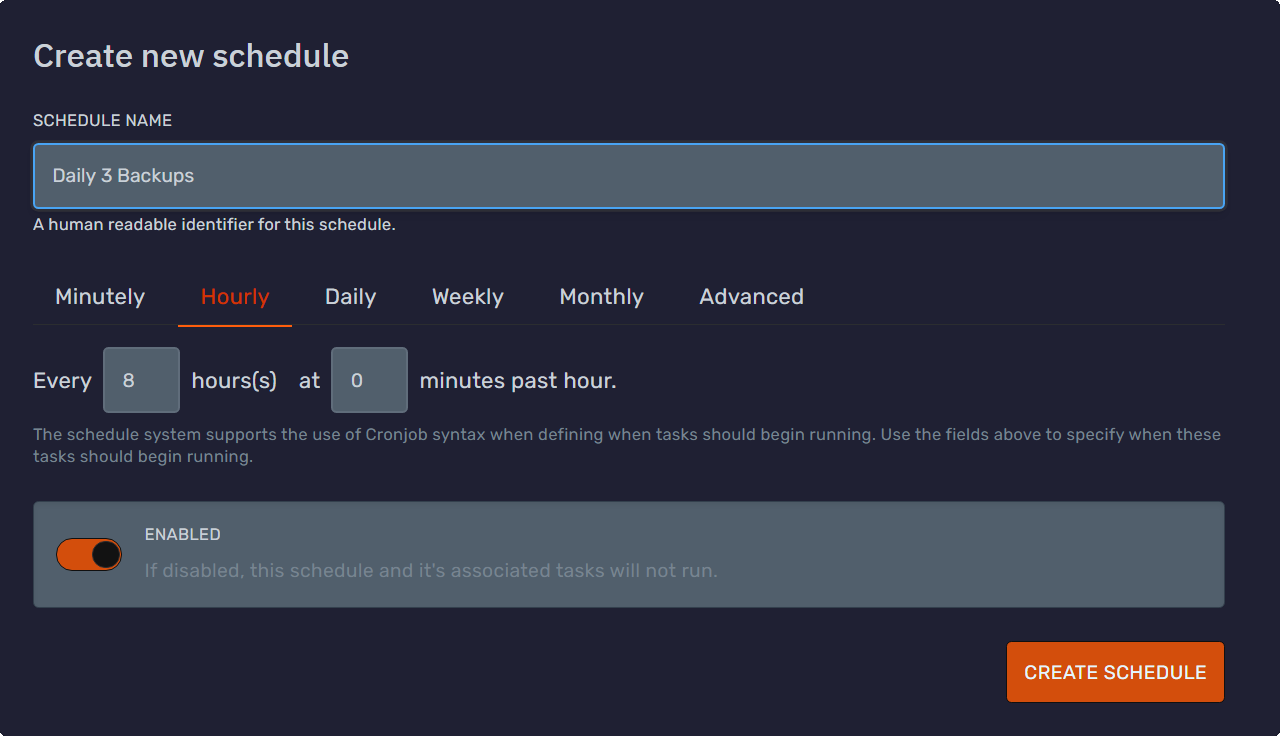 Create new schedule
SCHEDULE NAME
Daily 3 Backups
A human readable identifier for this schedule.
Minutely Hourly Daily Weekly Monthly Advanced
Every 8 hours(s) at 0 minutes past hour.
The schedule system supports the use of Cronjob syntax when defining when tasks should begin running. Use the fields above to specify when these
tasks should begin running.
ENABLED
If disabled, this schedule and it's associated tasks will not run.
CREATE SCHEDULE